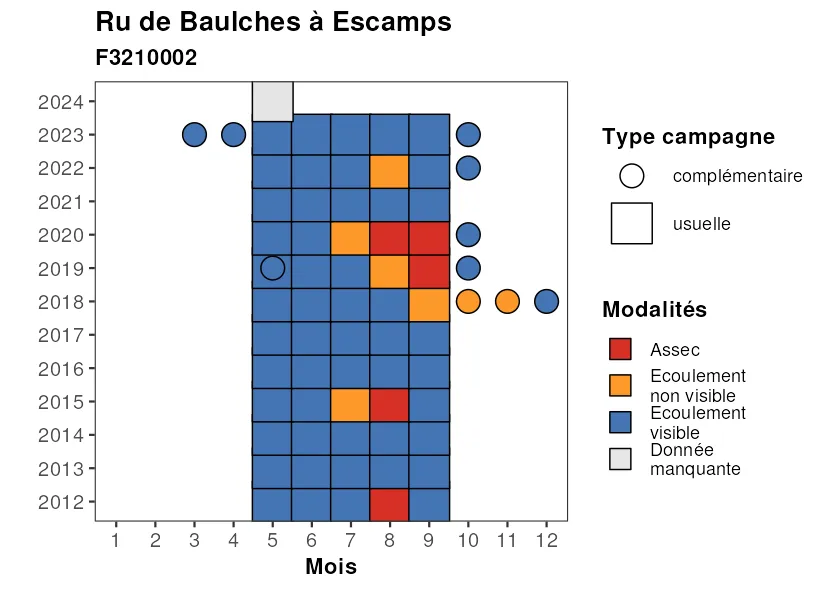 Ru de Baulches à Escamps
F3210002
2024
2023
2022
2021
2020
2019
2018
2017
2016
2015
2014
2013
2012
1 2 3 4 5 6 7 8 9 10 11 12
Mois
Type campagne
complémentaire
usuelle
Modalités
Assec
Ecoulement
non visible
Ecoulement
visible
Donnée
manquante